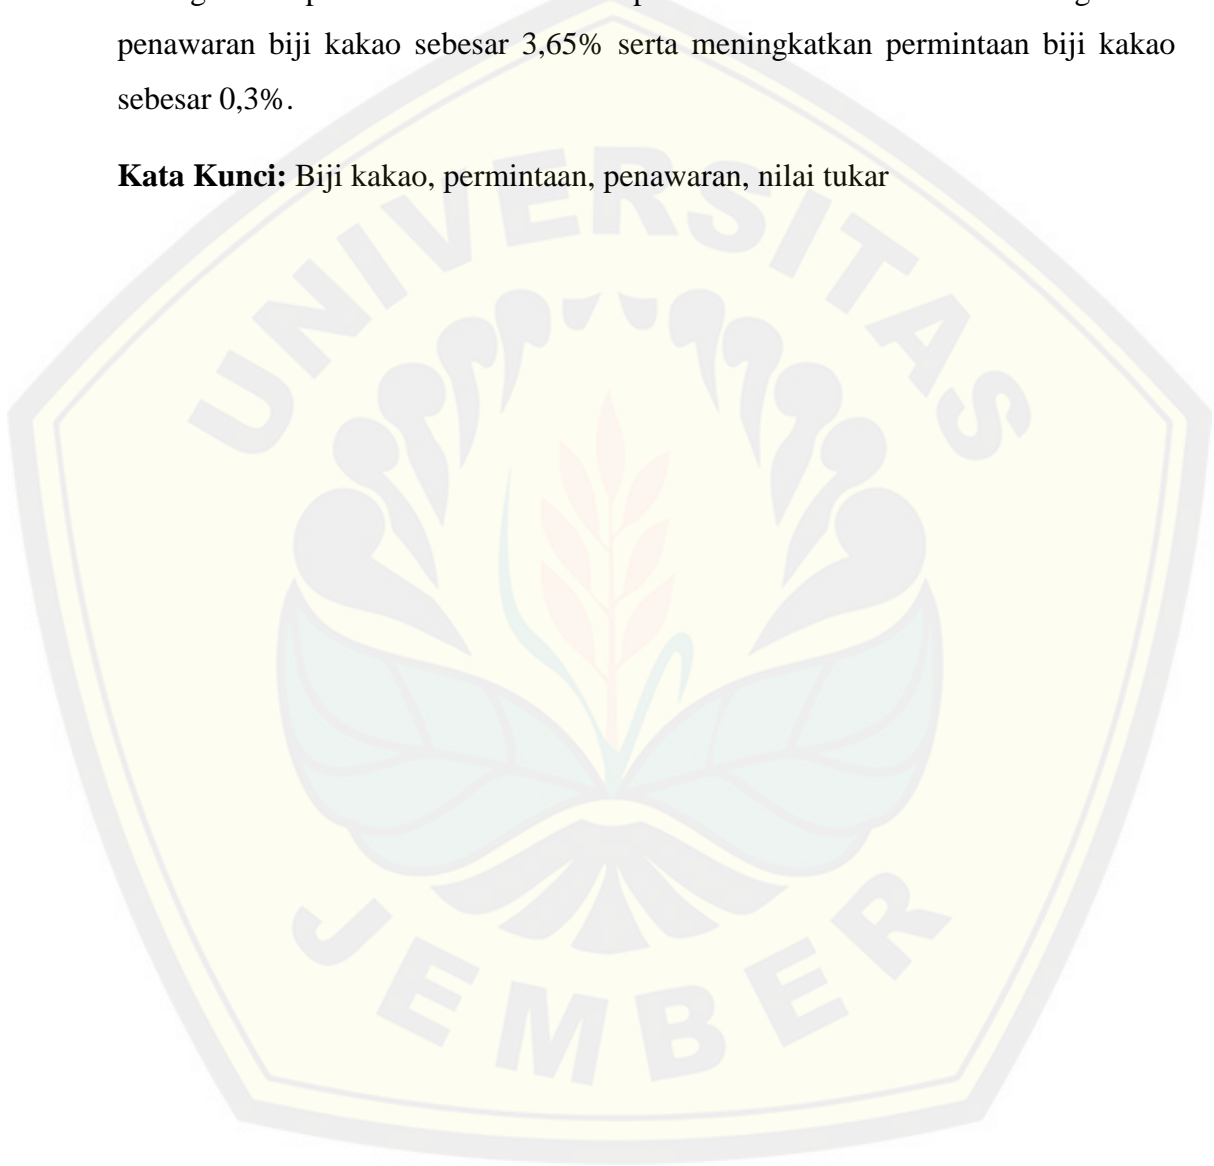 penawaran biji kakao sebesar 3,65% serta meningkatkan permintaan biji kakao
sebesar 0,3%.
Kata Kunci: Biji kakao, permintaan, penawaran, nilai tukar
UNIVERSITAS
JEMBER